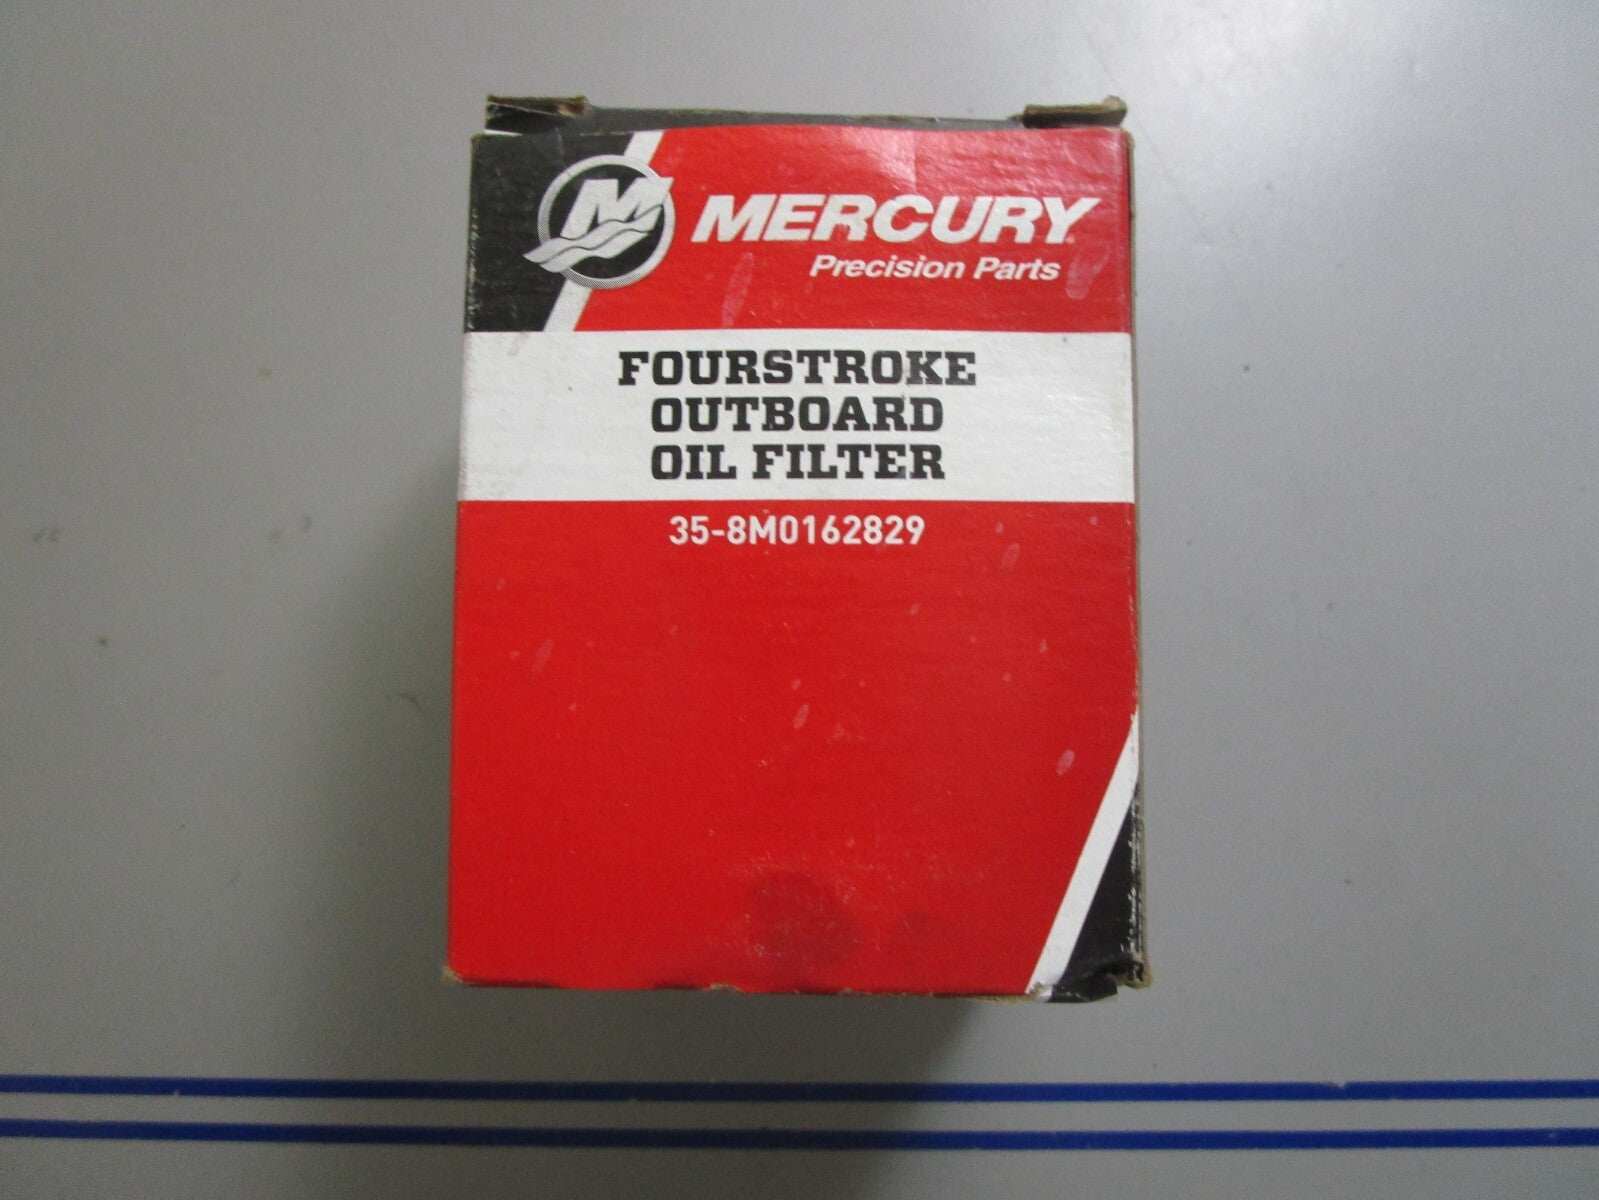 M
MERCURY
Precision Parts
FOURSTROKE
OUTBOARD
OIL FILTER
35-8M0162829